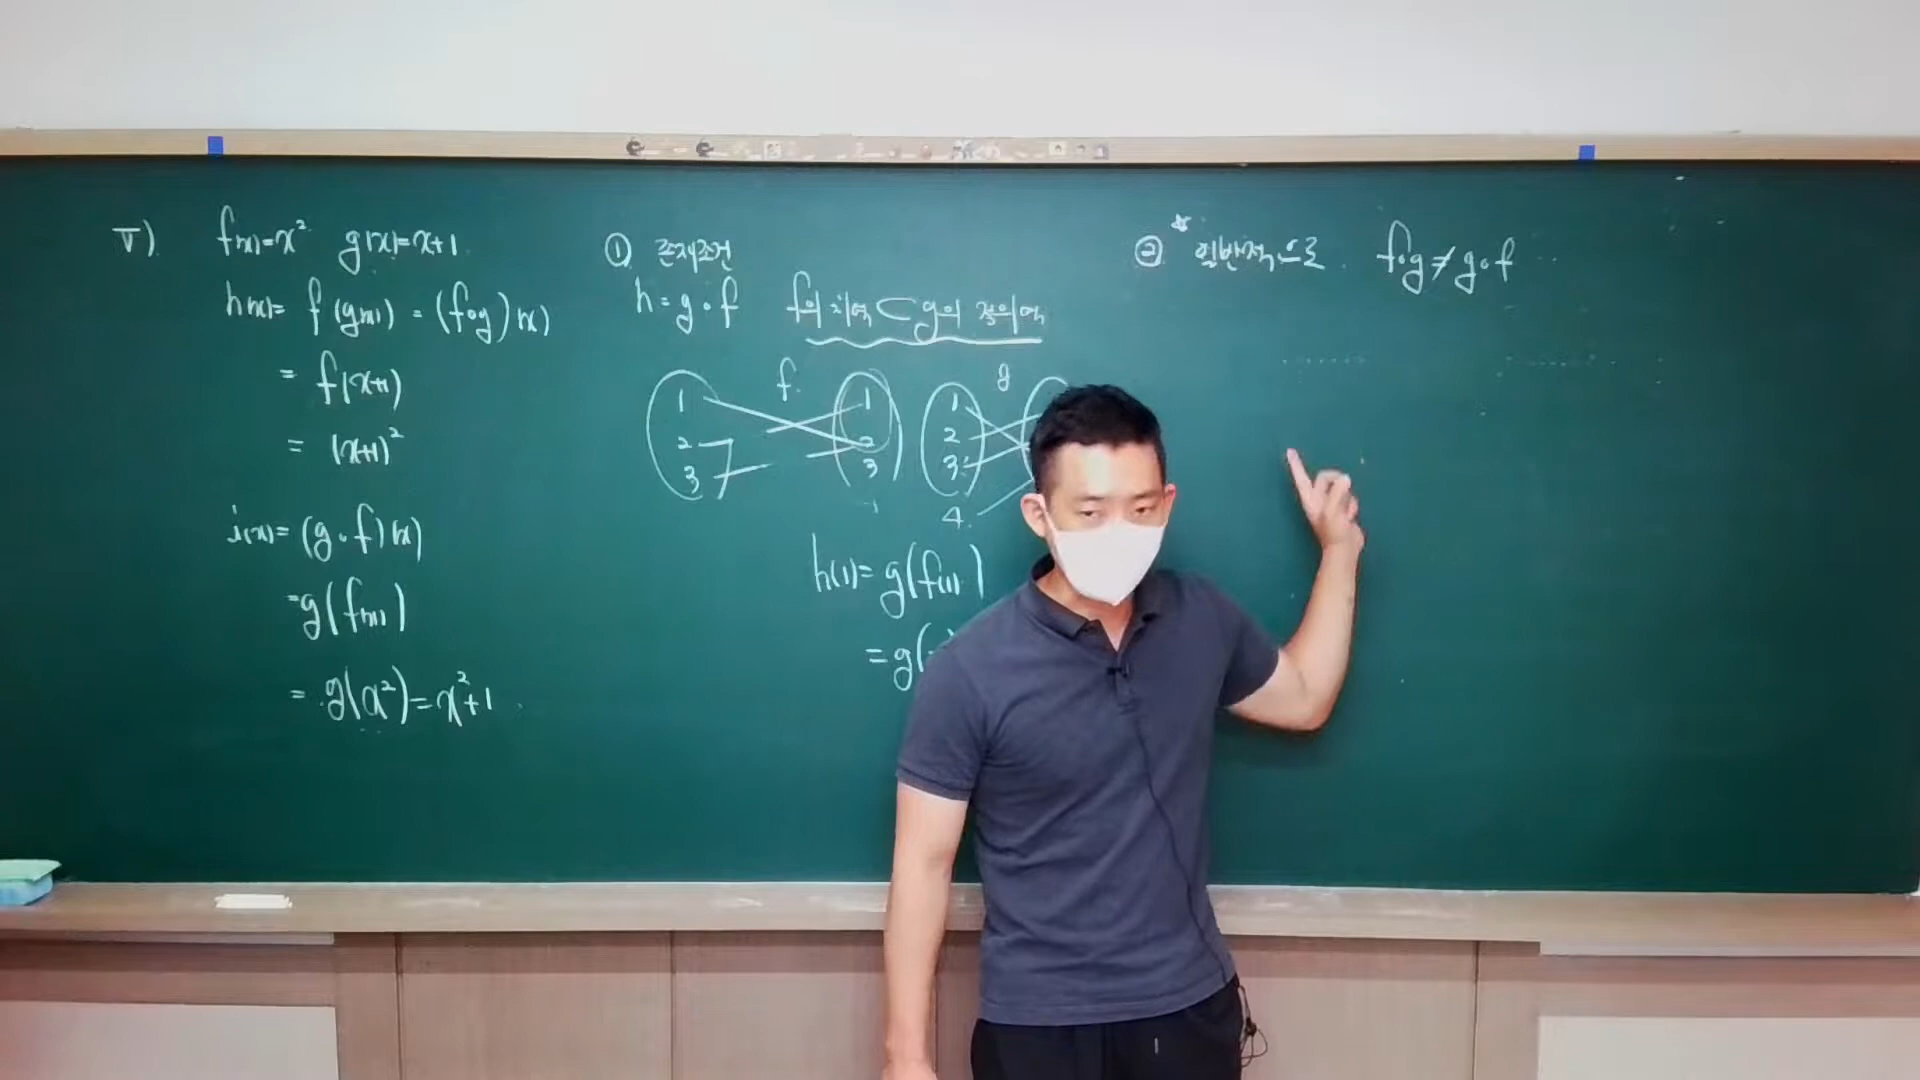 V) f(x)=x² g(x)=x+1
h(x)= f(g(x)) = (f∘g)(x)
= f(x+1)
= (x+1)²
i(x)= (g∘f)(x)
=g(f(x))
= g(x²)=x²+1
① 존재조건
h=g∘f f의 치역⊂g의 정의역
f g
1 1 1
2 2 2
3 3 3
4
h(1)= g(f(1))
=g(
② 일반적으로 f∘g≠g∘f